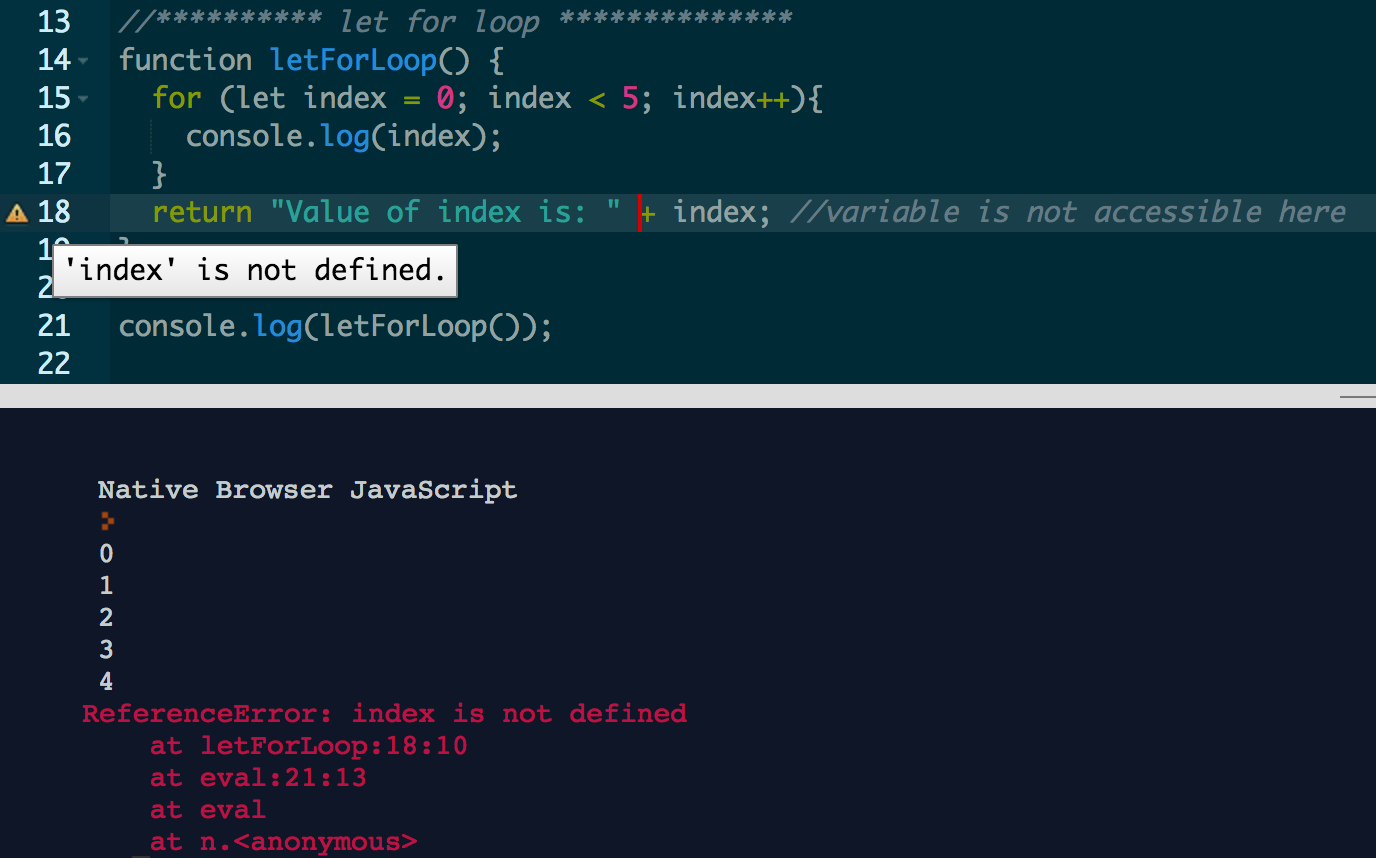 13 //********** let for loop **************
14 function letForLoop() {
15 for (let index = 0; index < 5; index++){
16 console.log(index);
17 }
18 return "Value of index is: " + index; //variable is not accessible here
'index' is not defined.
21 console.log(letForLoop());
22
Native Browser JavaScript
>
0
1
2
3
4
ReferenceError: index is not defined
at letForLoop:18:10
at eval:21:13
at eval
at n.<anonymous>